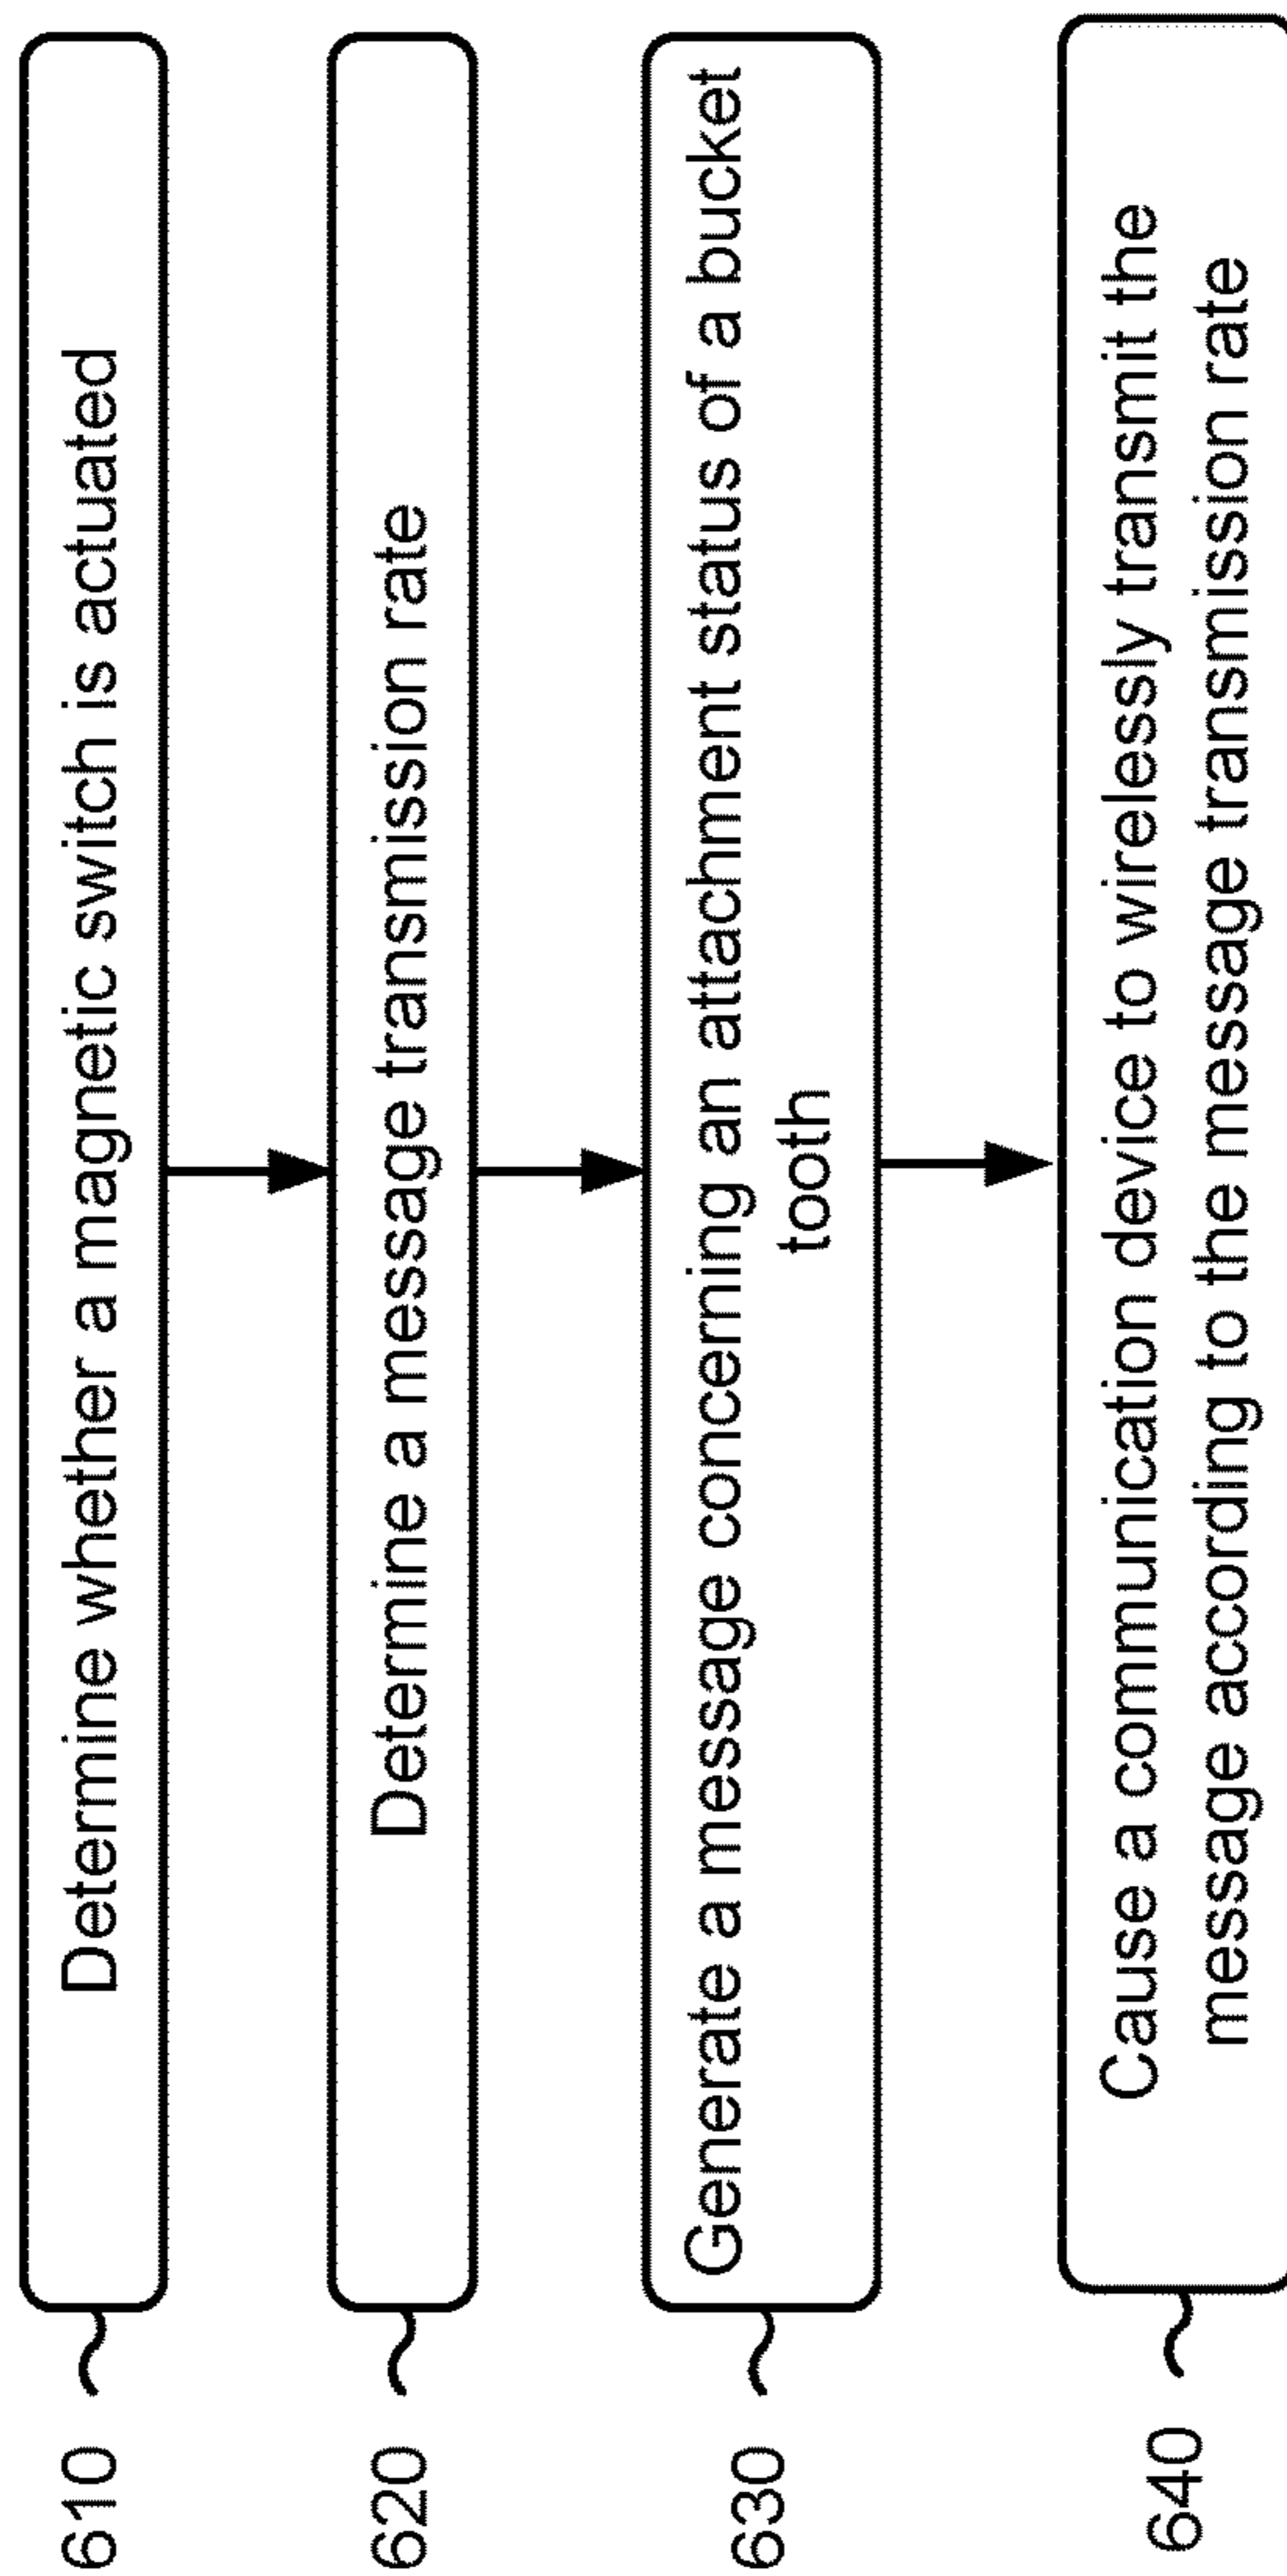 610
Determine whether a magnetic switch is actuated
620
Determine a message transmission rate
630
Generate a message concerning an attachment status of a bucket
tooth
640
Cause a communication device to wirelessly transmit the
message according to the message transmission rate